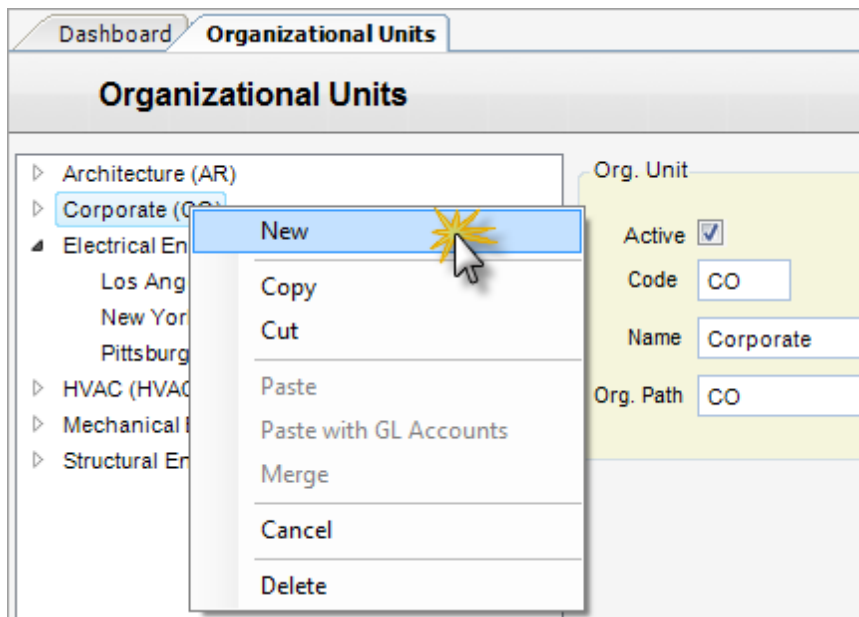 Dashboard
Organizational Units
Organizational Units
Architecture (AR)
Corporate
Electrical En
Los Ang
New Yor
Pittsburg
HVAC (HVAC
Mechanical
Structural En
New
Copy
Cut
Paste
Paste with GL Accounts
Merge
Cancel
Delete
Org. Unit
Active
Code CO
Name Corporate
Org. Path CO